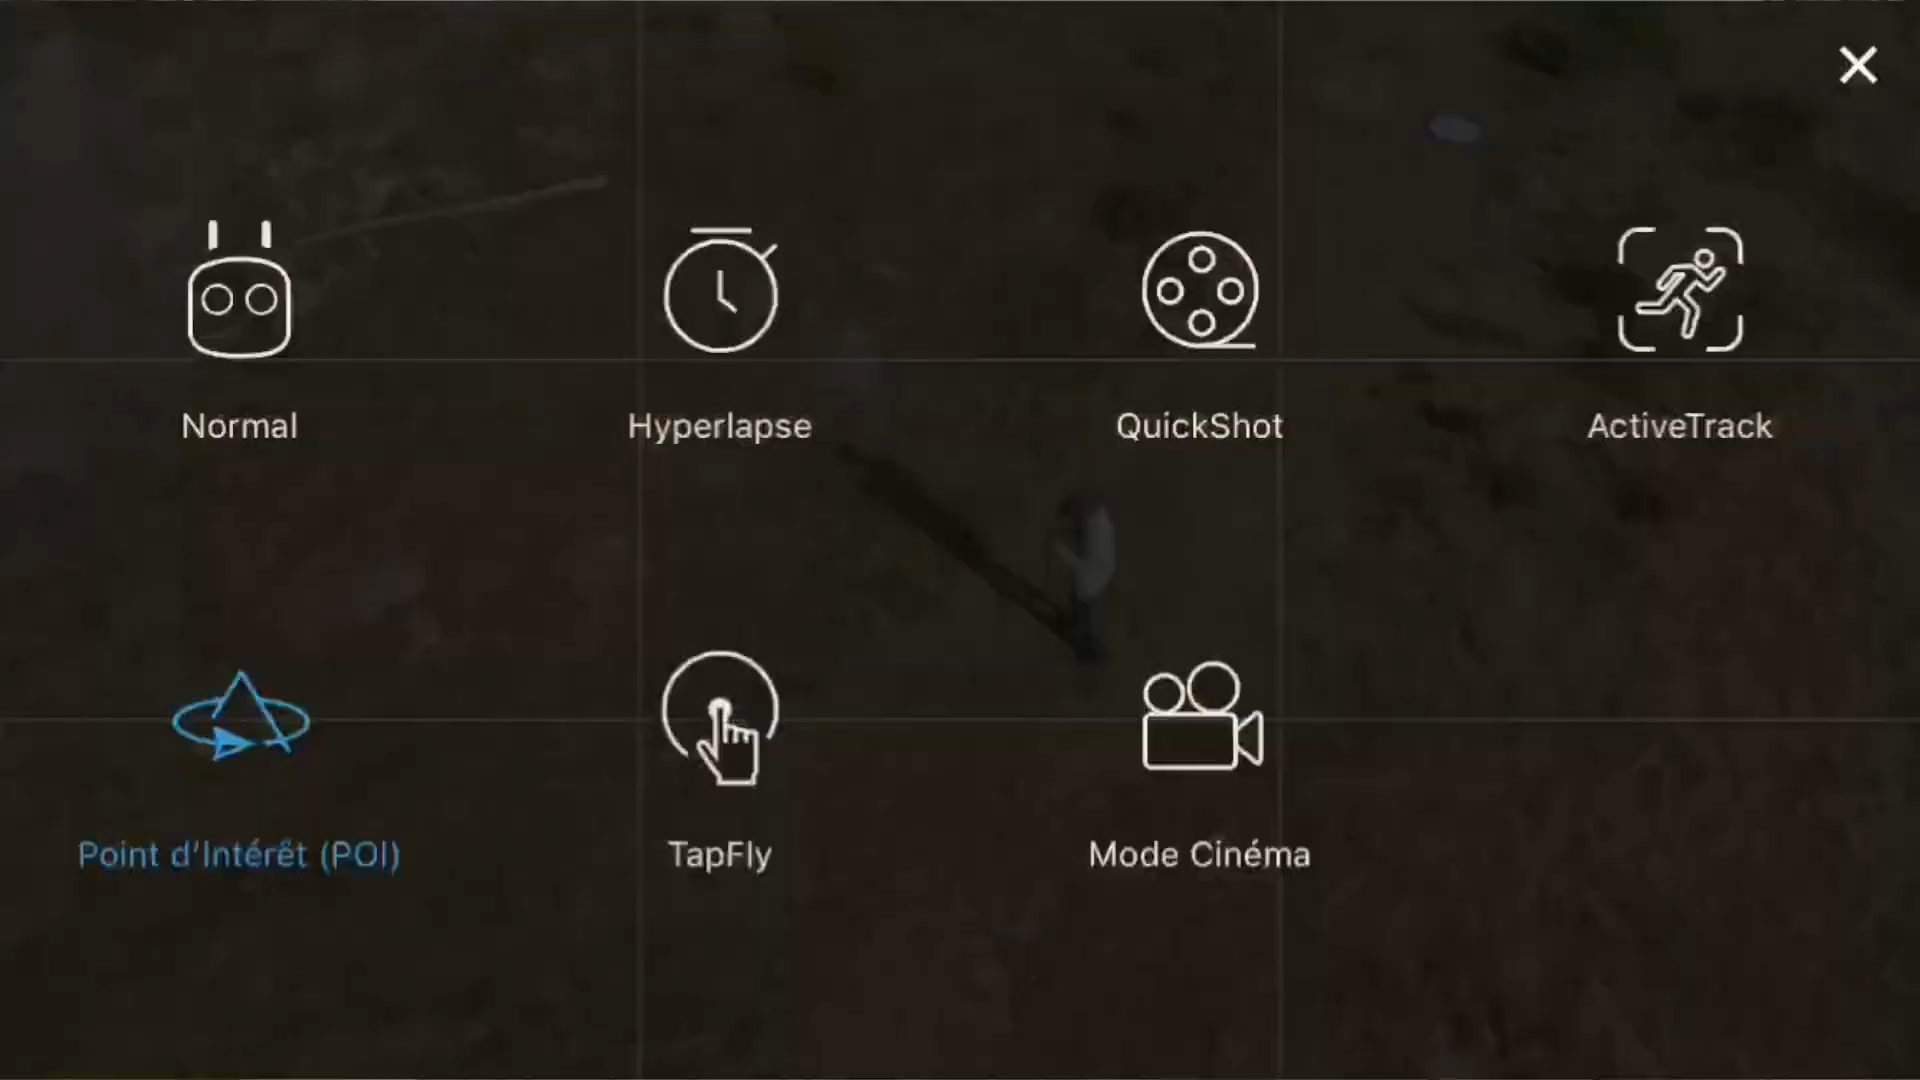 Normal
Hyperlapse
QuickShot
ActiveTrack
Point d'Intérêt (POI)
TapFly
Mode Cinéma